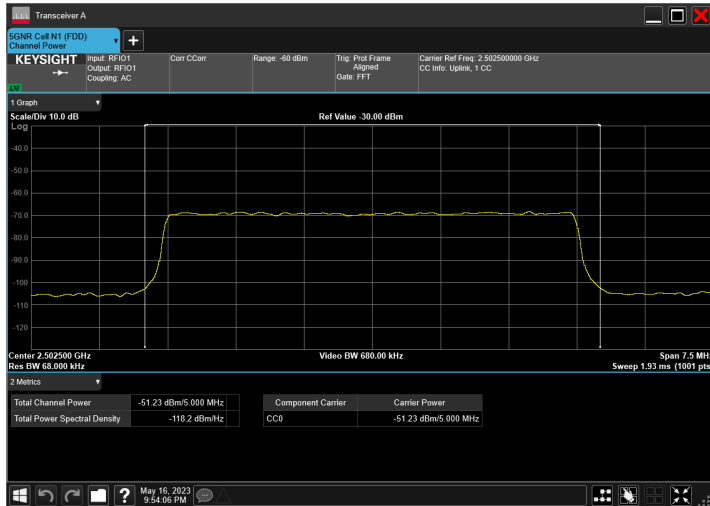 Transceiver A
5GNR Cell N1 (FDD)
Channel Power
KEYSIGHT
LXI
Input: RFIO1
Output: RFIO1
Coupling: AC
Corr CCorr
Range: -60 dBm
Trig: Prot Frame
Aligned
Gate: FFT
Carrier Ref Freq: 2.502500000 GHz
CC Info: Uplink, 1 CC
1 Graph
Scale/Div 10.0 dB
Ref Value -30.00 dBm
Log
-40.0
-50.0
-60.0
-70.0
-80.0
-90.0
-100
-110
-120
Center 2.502500 GHz
Video BW 680.00 kHz
Span 7.5 MHz
Res BW 68.000 kHz
Sweep 1.93 ms (1001 pts
2 Metrics
Total Channel Power -51.23 dBm/5.000 MHz
Total Power Spectral Density -118.2 dBm/Hz
Component Carrier Carrier Power
CC0 -51.23 dBm/5.000 MHz
?
May 16, 2023
9:54:06 PM